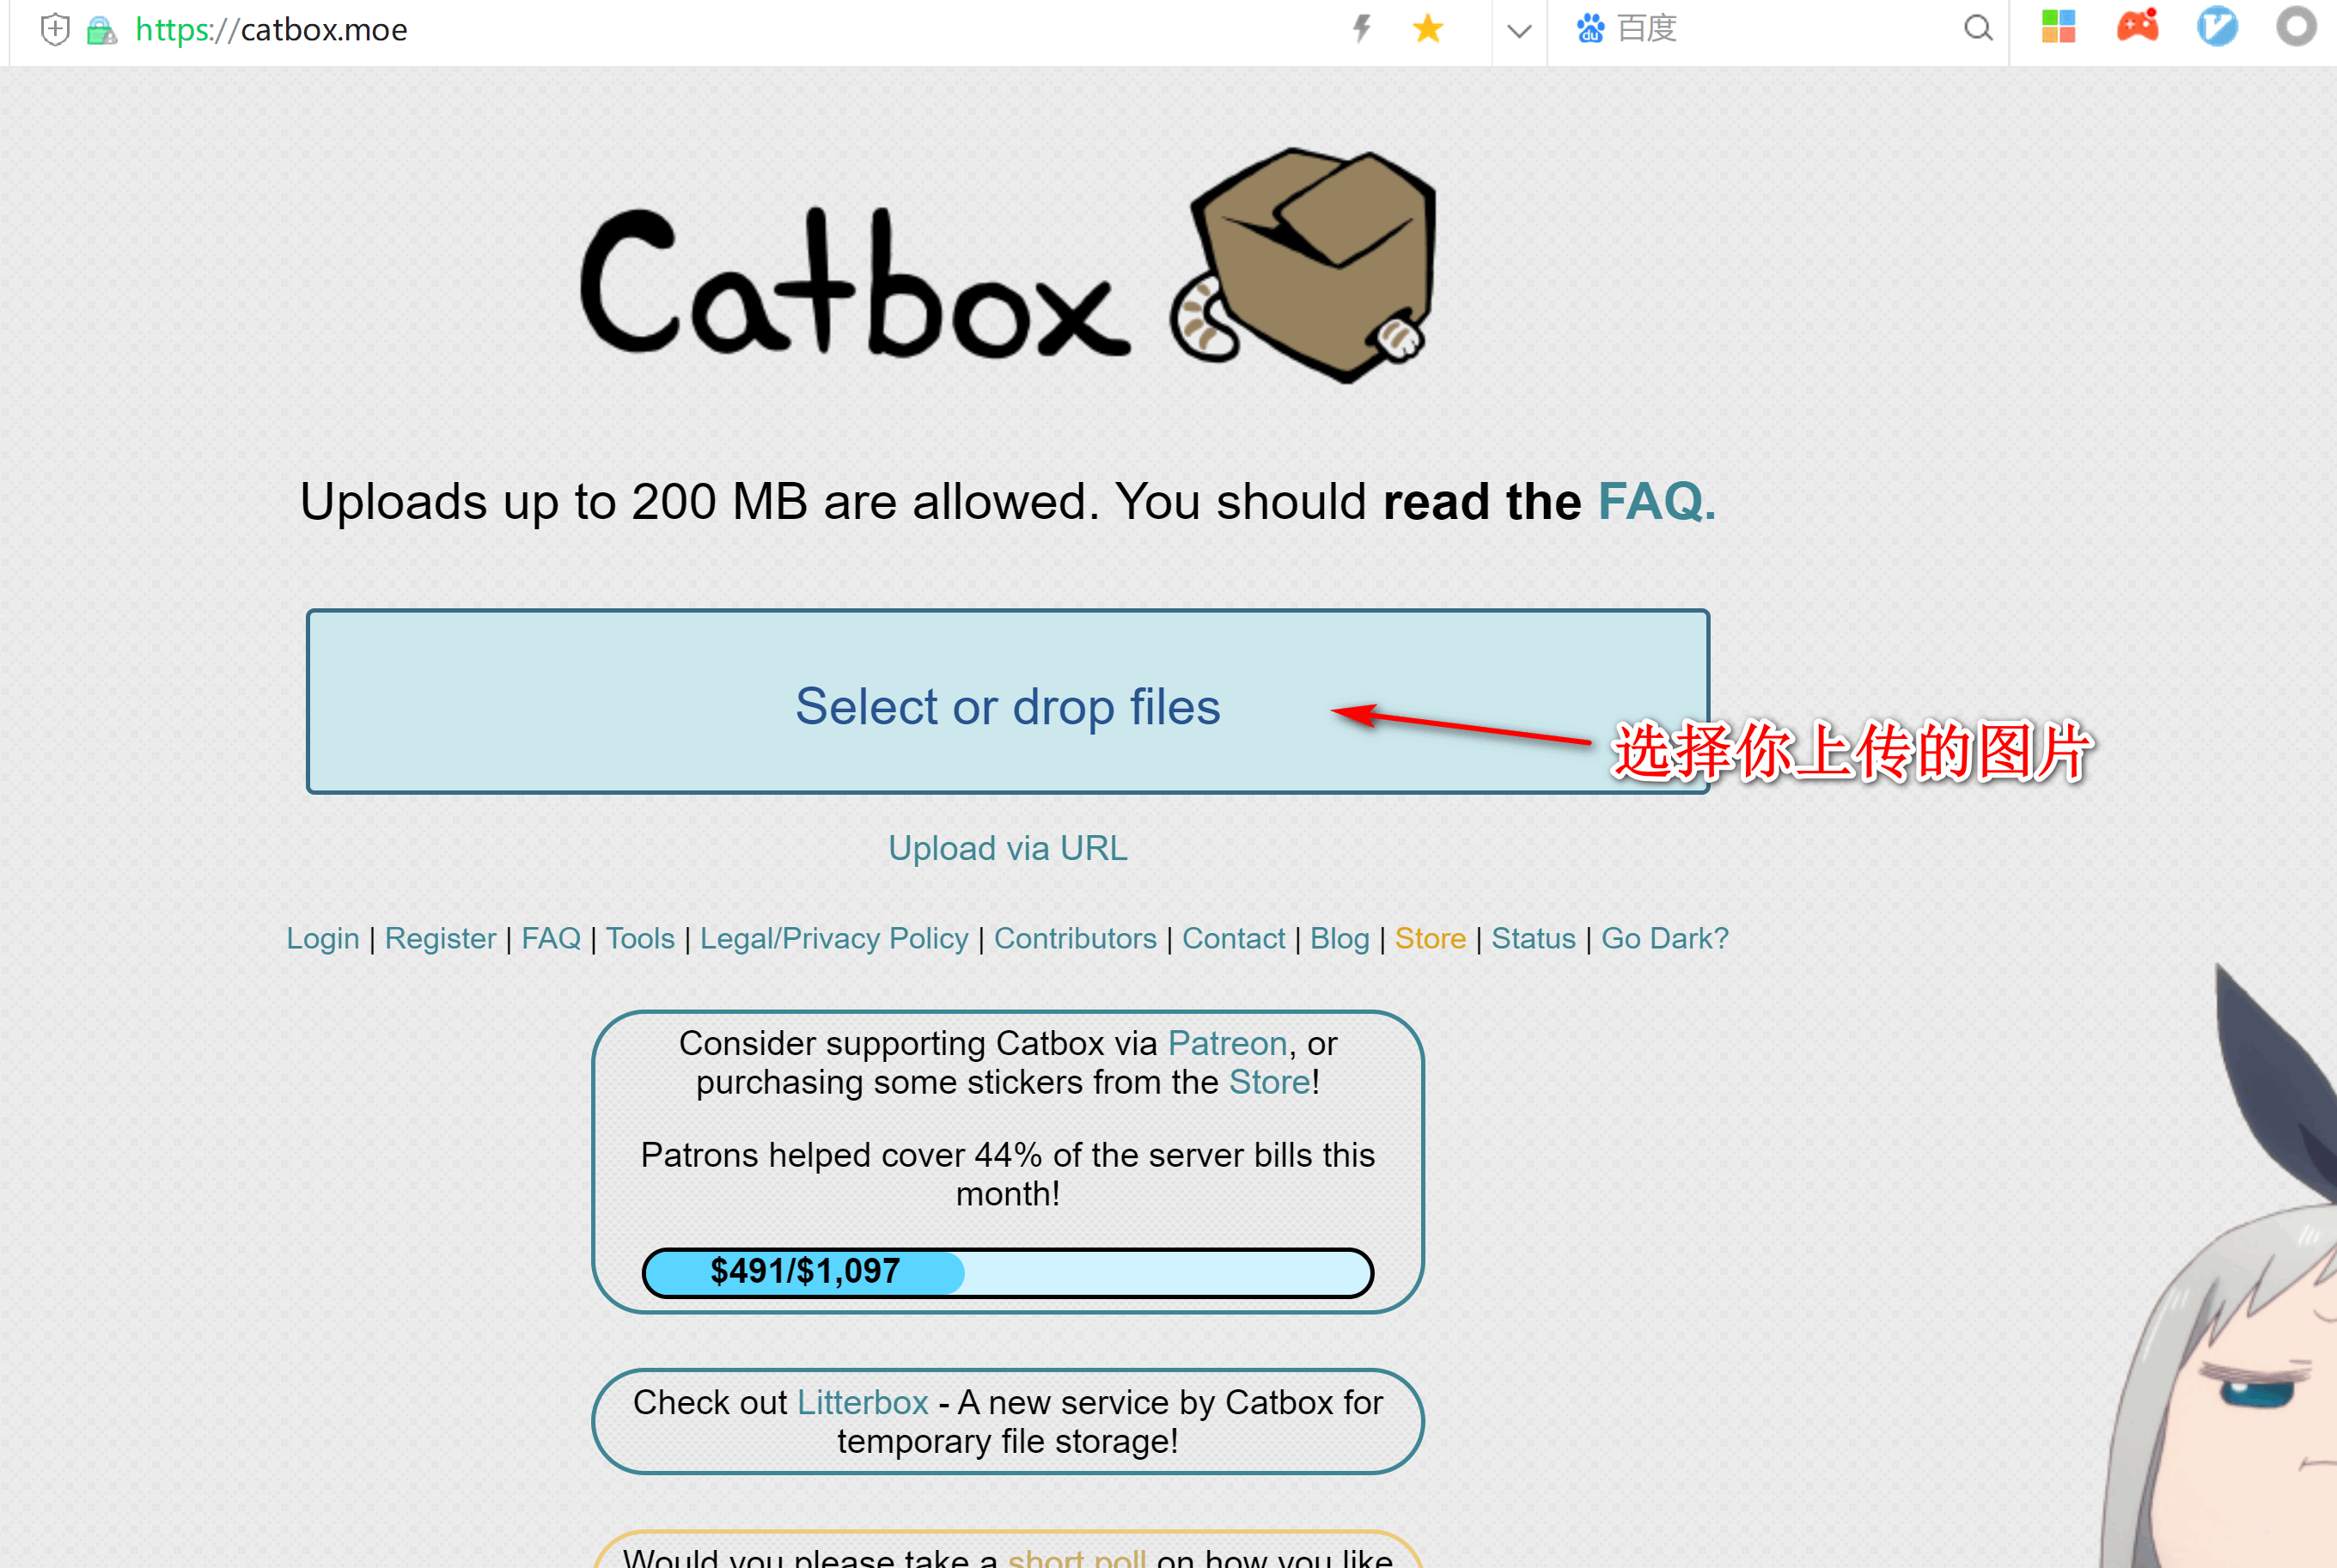 https://catbox.moe
百度
Catbox
Uploads up to 200 MB are allowed. You should read the FAQ.
Select or drop files
选择你上传的图片
Upload via URL
Login | Register | FAQ | Tools | Legal/Privacy Policy | Contributors | Contact | Blog | Store | Status | Go Dark?
Consider supporting Catbox via Patreon, or
purchasing some stickers from the Store!
Patrons helped cover 44% of the server bills this
month!
$491/$1,097
Check out Litterbox - A new service by Catbox for
temporary file storage!
Would you please take a short poll on how you like